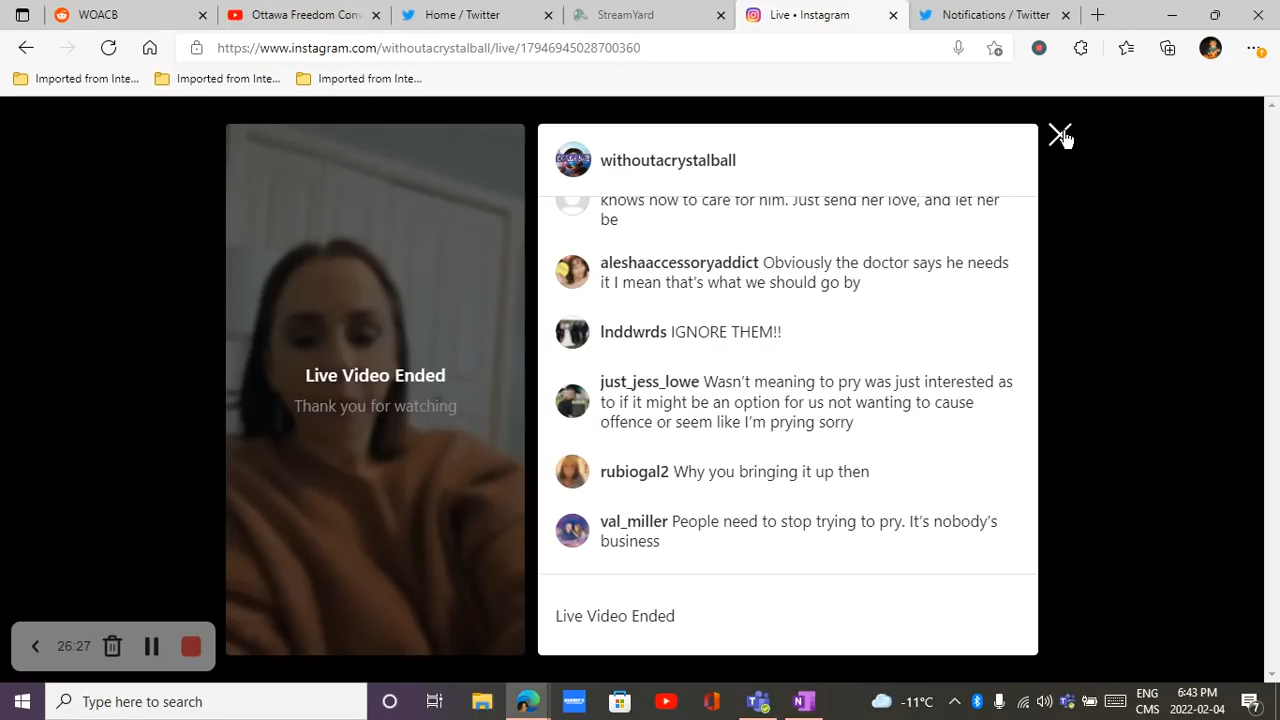 WOACB
Ottawa Freedom Con
Home / Twitter
StreamYard
Live • Instagram
Notifications / Twitter
https://www.instagram.com/withoutacrystalball/live/17946945028700360
Imported from Inte...
Imported from Inte...
Imported from Inte...
withoutacrystalball
knows how to care for him. Just send her love, and let her
be
aleshaaccessoryaddict Obviously the doctor says he needs
it I mean that's what we should go by
lnddwrds IGNORE THEM!!
just_jess_lowe Wasn't meaning to pry was just interested as
to if it might be an option for us not wanting to cause
offence or seem like I'm prying sorry
rubiogal2 Why you bringing it up then
val_miller People need to stop trying to pry. It's nobody's
business
Live Video Ended
Live Video Ended
Thank you for watching
26:27
Type here to search
-11°C
ENG
CMS
6:43 PM
2022-02-04
7